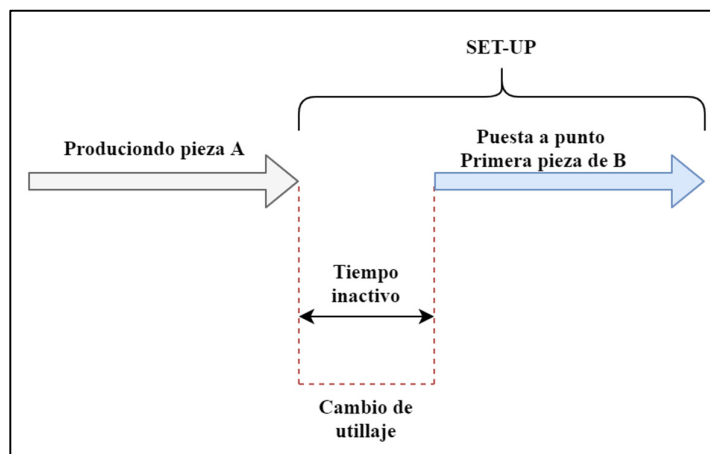 SET-UP
Produciondo pieza A
Puesta a punto
Primera pieza de B
Tiempo
inactivo
Cambio de
utillaje